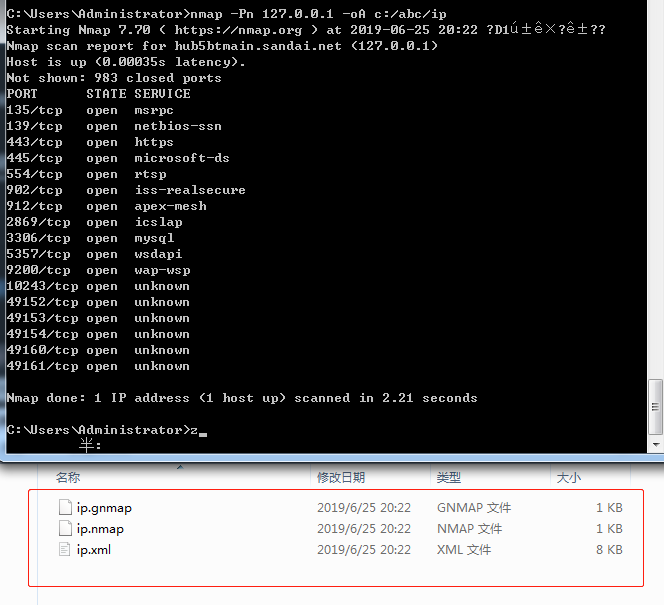 C:\Users\Administrator>nmap -Pn 127.0.0.1 -oA c:/abc/ip
Starting Nmap 7.70 ( https://nmap.org ) at 2019-06-25 20:22 ?D1ú±ê×?ê±??
Nmap scan report for hub5btmain.sandai.net (127.0.0.1)
Host is up (0.00035s latency).
Not shown: 983 closed ports
PORT STATE SERVICE
135/tcp open msrpc
139/tcp open netbios-ssn
443/tcp open https
445/tcp open microsoft-ds
554/tcp open rtsp
902/tcp open iss-realsecure
912/tcp open apex-mesh
2869/tcp open icslap
3306/tcp open mysql
5357/tcp open wsdapi
9200/tcp open wap-wsp
10243/tcp open unknown
49152/tcp open unknown
49153/tcp open unknown
49154/tcp open unknown
49160/tcp open unknown
49161/tcp open unknown
Nmap done: 1 IP address (1 host up) scanned in 2.21 seconds
C:\Users\Administrator>z_
半:
名称 修改日期 类型 大小
ip.gnmap 2019/6/25 20:22 GNMAP 文件 1 KB
ip.nmap 2019/6/25 20:22 NMAP 文件 1 KB
ip.xml 2019/6/25 20:22 XML 文件 8 KB